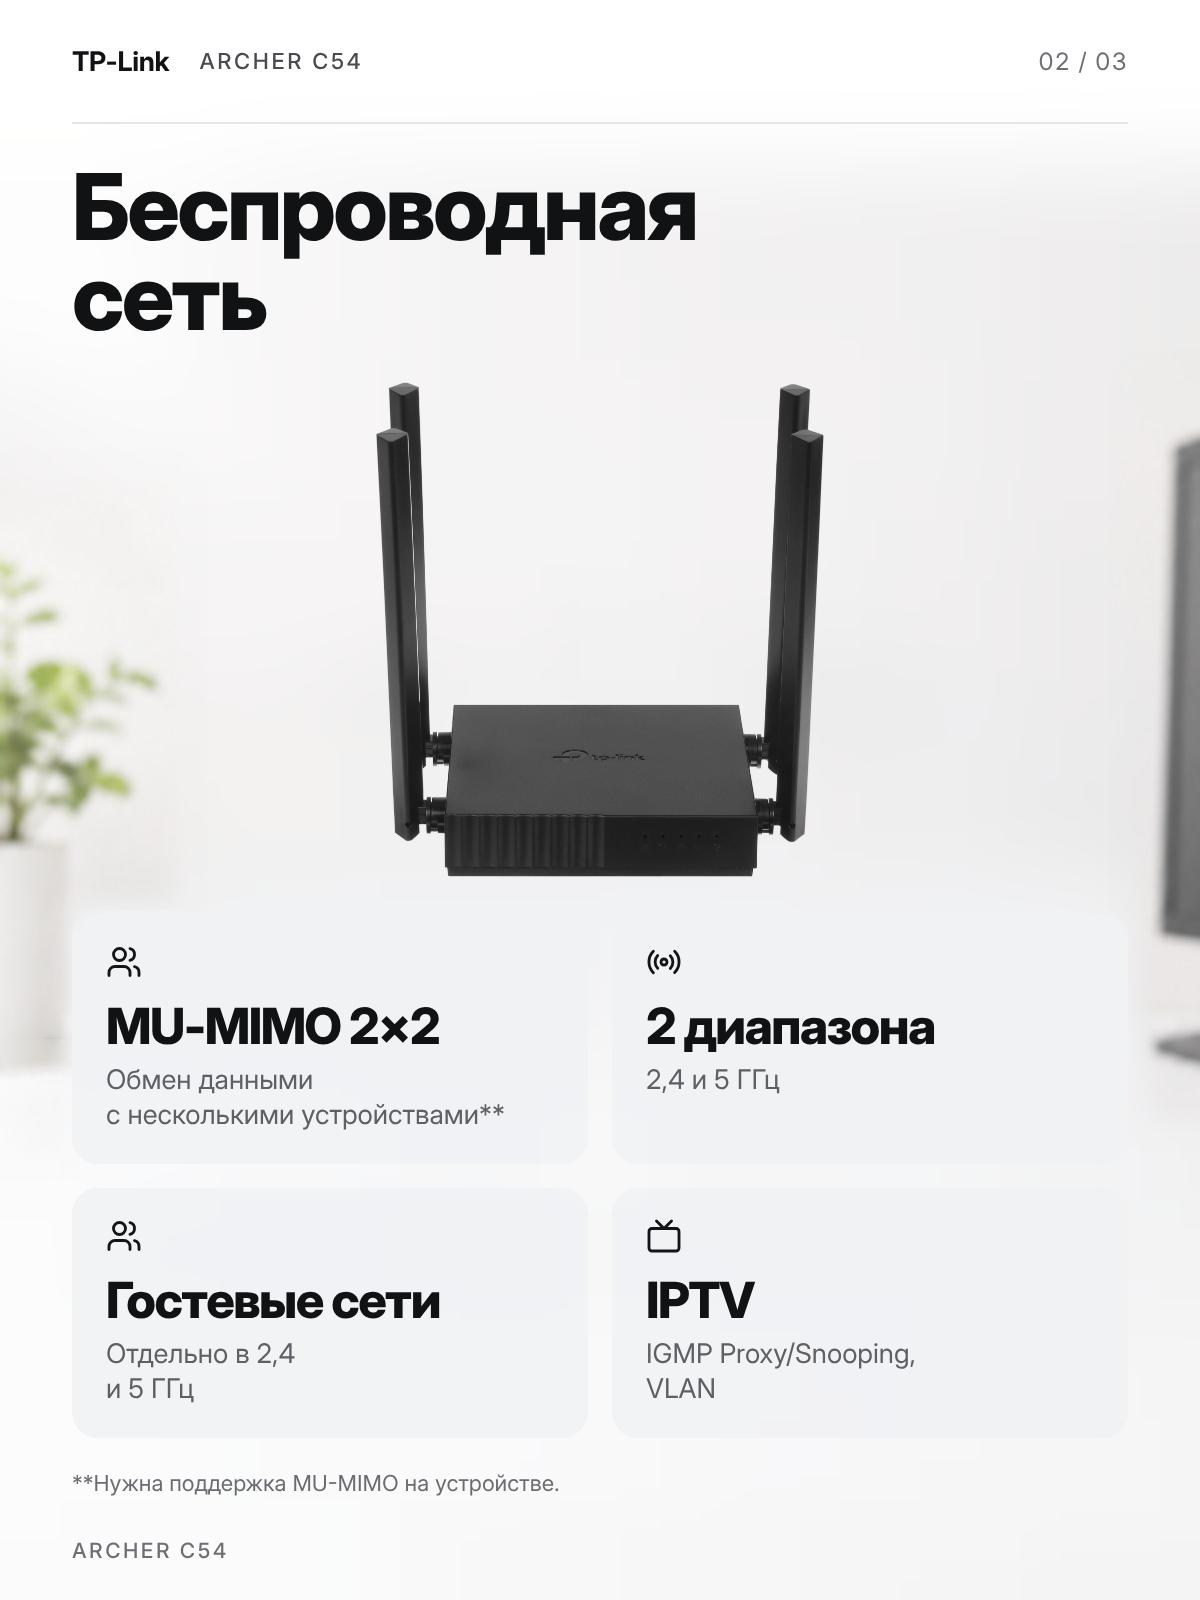 TP-Link ARCHER C54 02 / 03
Беспроводная
сеть
tp-link
MU-MIMO 2×2
Обмен данными
с несколькими устройствами**
2 диапазона
2,4 и 5 ГГц
Гостевые сети
Отдельно в 2,4
и 5 ГГц
IPTV
IGMP Proxy/Snooping,
VLAN
**Нужна поддержка MU-MIMO на устройстве.
ARCHER C54